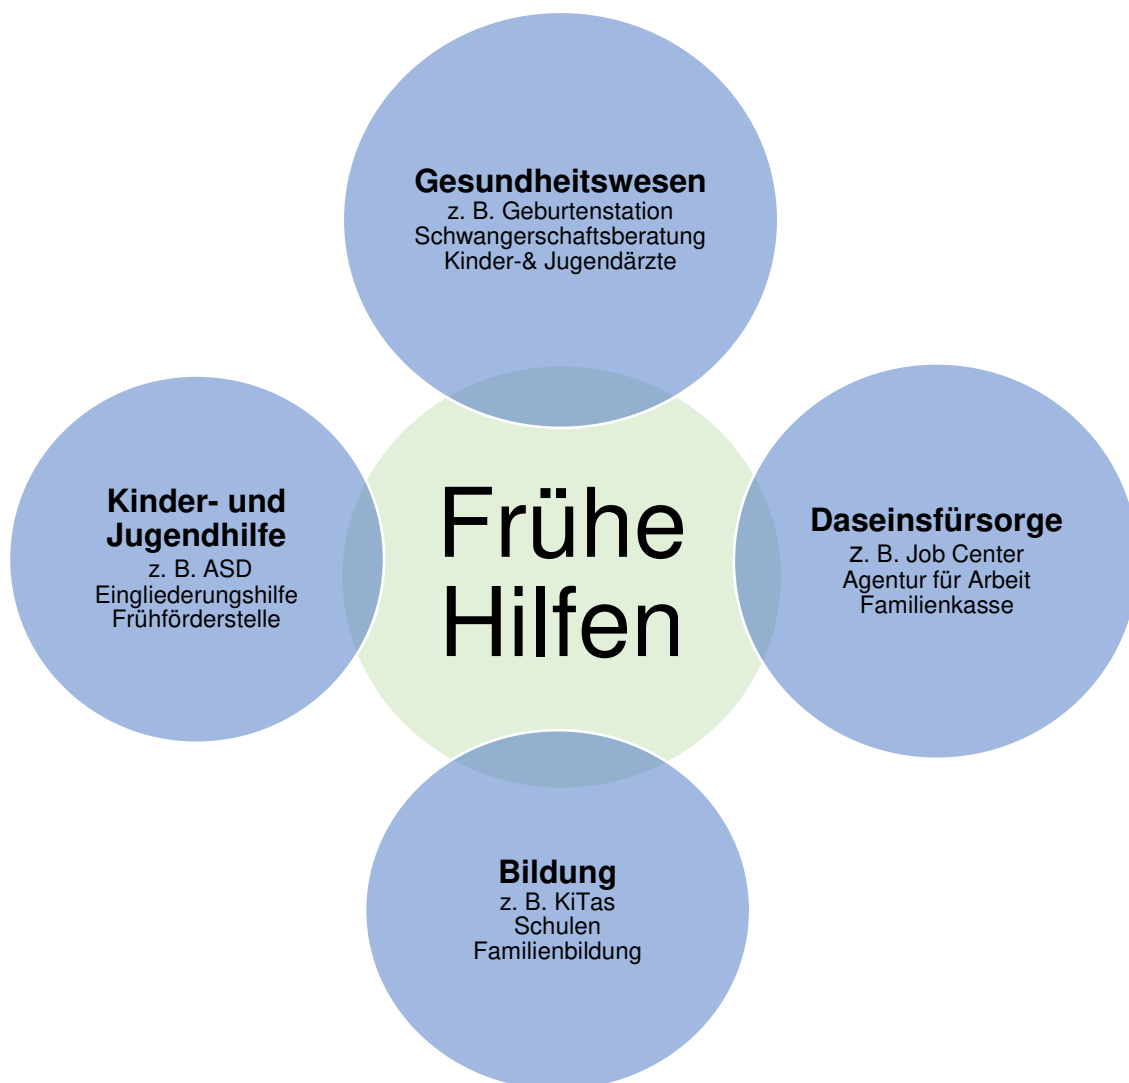 Gesundheitswesen
z. B. Geburtenstation
Schwangerschaftsberatung
Kinder-& Jugendärzte
Kinder- und
Jugendhilfe
z. B. ASD
Eingliederungshilfe
Frühförderstelle
Frühe
Hilfen
Daseinsfürsorge
z. B. Job Center
Agentur für Arbeit
Familienkasse
Bildung
z. B. KiTas
Schulen
Familienbildung